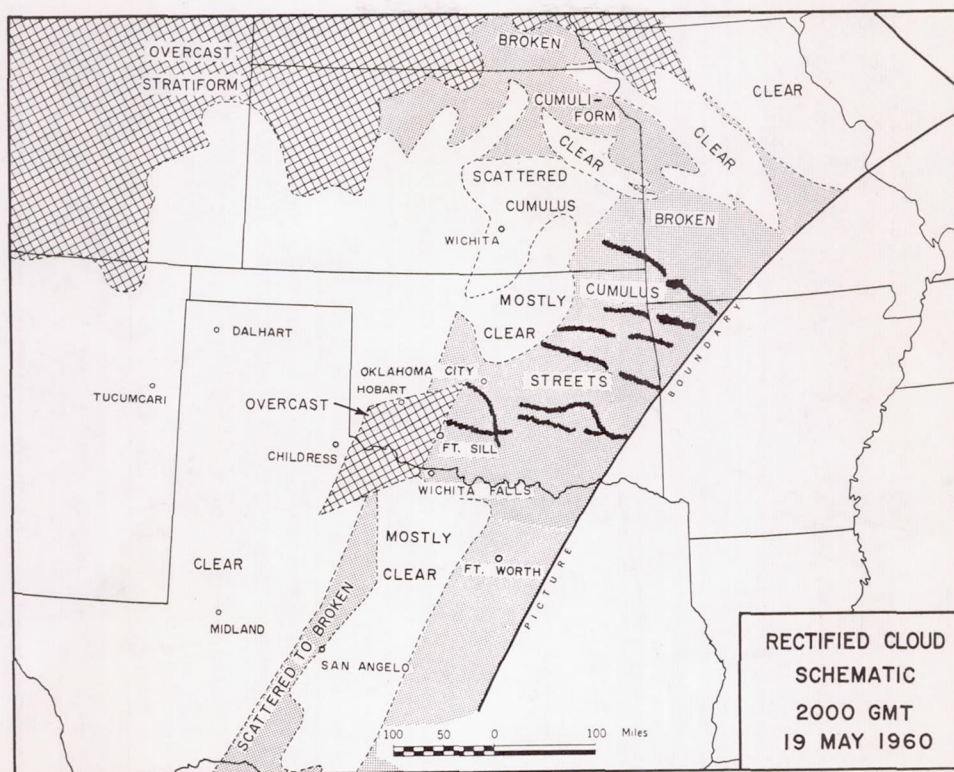 OVERCAST
STRATIFORM
BROKEN
CUMULI-
FORM
CLEAR
CLEAR
CLEAR
SCATTERED
CUMULUS
BROKEN
WICHITA
CUMULUS
MOSTLY
CLEAR
DALHART
TUCUMCARI
OKLAHOMA CITY
HOBART
STREETS
OVERCAST
CHILDRESS
FT. SILL
WICHITA FALLS
MOSTLY
CLEAR
CLEAR
FT. WORTH
MIDLAND
SAN ANGELO
SCATTERED TO BROKEN
PICTURE BOUNDARY
100 50 0 100 Miles
RECTIFIED CLOUD
SCHEMATIC
2000 GMT
19 MAY 1960